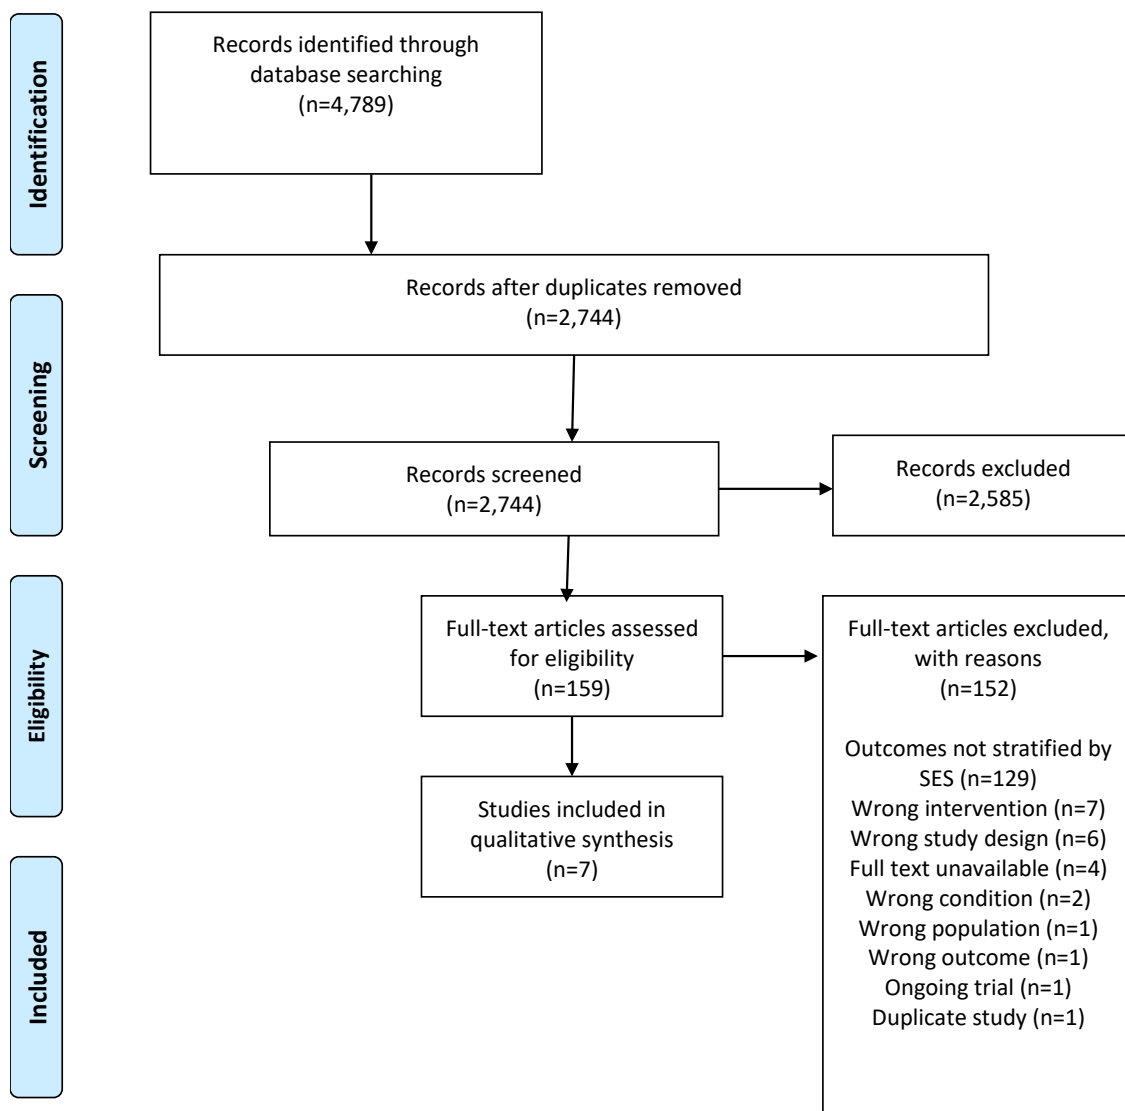 Identification
Records identified through
database searching
(n=4,789)
Records after duplicates removed
(n=2,744)
Screening
Records screened
(n=2,744)
Records excluded
(n=2,585)
Eligibility
Full-text articles assessed
for eligibility
(n=159)
Full-text articles excluded,
with reasons
(n=152)
Outcomes not stratified by
SES (n=129)
Wrong intervention (n=7)
Wrong study design (n=6)
Full text unavailable (n=4)
Wrong condition (n=2)
Wrong population (n=1)
Wrong outcome (n=1)
Ongoing trial (n=1)
Duplicate study (n=1)
Included
Studies included in
qualitative synthesis
(n=7)